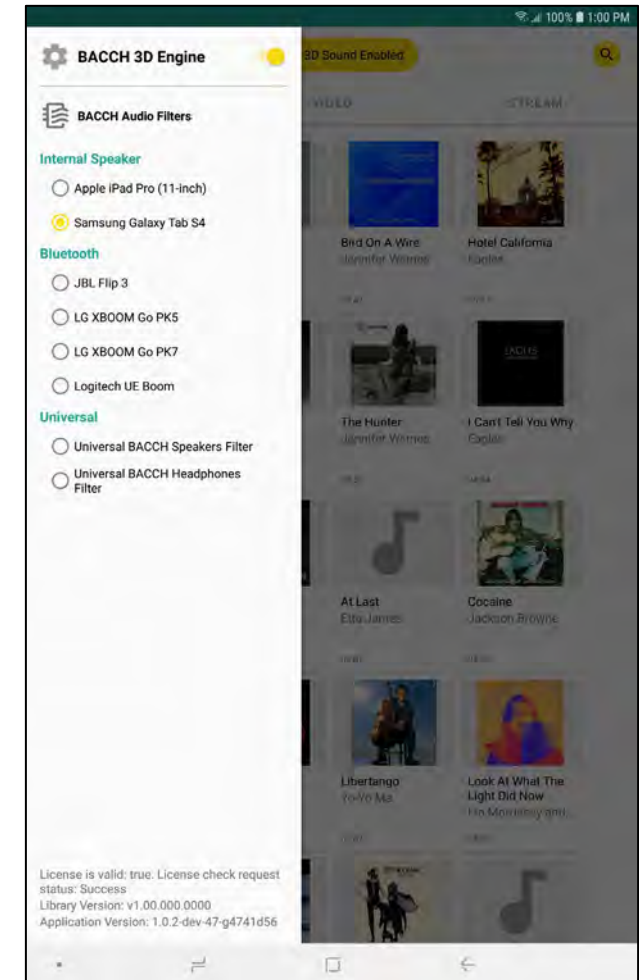 100% 1:00 PM
BACCH 3D Engine
3D Sound Enabled
BACCH Audio Filters
VIDEO
STREAM
Internal Speaker
Apple iPad Pro (11-inch)
Samsung Galaxy Tab S4
Bluetooth
JBL Flip 3
LG XBOOM Go PK5
LG XBOOM Go PK7
Logitech UE Boom
Universal
Universal BACCH Speakers Filter
Universal BACCH Headphones
Filter
Bird On A Wire
Jennifer Warnes
Hotel California
Eagles
The Hunter
Jennifer Warnes
I Can't Tell You Why
Eagles
At Last
Etta James
Cocaine
Jackson Browne
Libertango
Yo-Yo Ma
Look At What The
Light Did Now
License is valid: true. License check request
status: Success
Library Version: v1.00.000.0000
Application Version: 1.0.2-dev-47-g4741d56